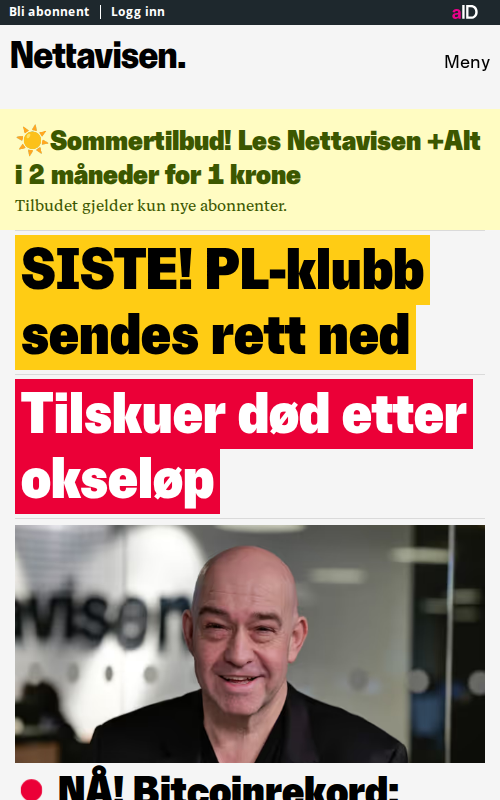 Bli abonnent
Logg inn
aID
Nettavisen.
Meny
☀️Sommertilbud! Les Nettavisen +Alt
i 2 måneder for 1 krone
Tilbudet gjelder kun nye abonnenter.
SISTE! PL-klubb
sendes rett ned
Tilskuer død etter
okseløp
avisen
NÅ! Bitcoinrekord: